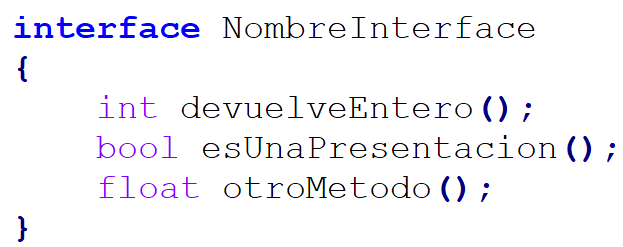 interface NombreInterface
{
int devuelveEntero();
bool esUnaPresentacion();
float otroMetodo();
}